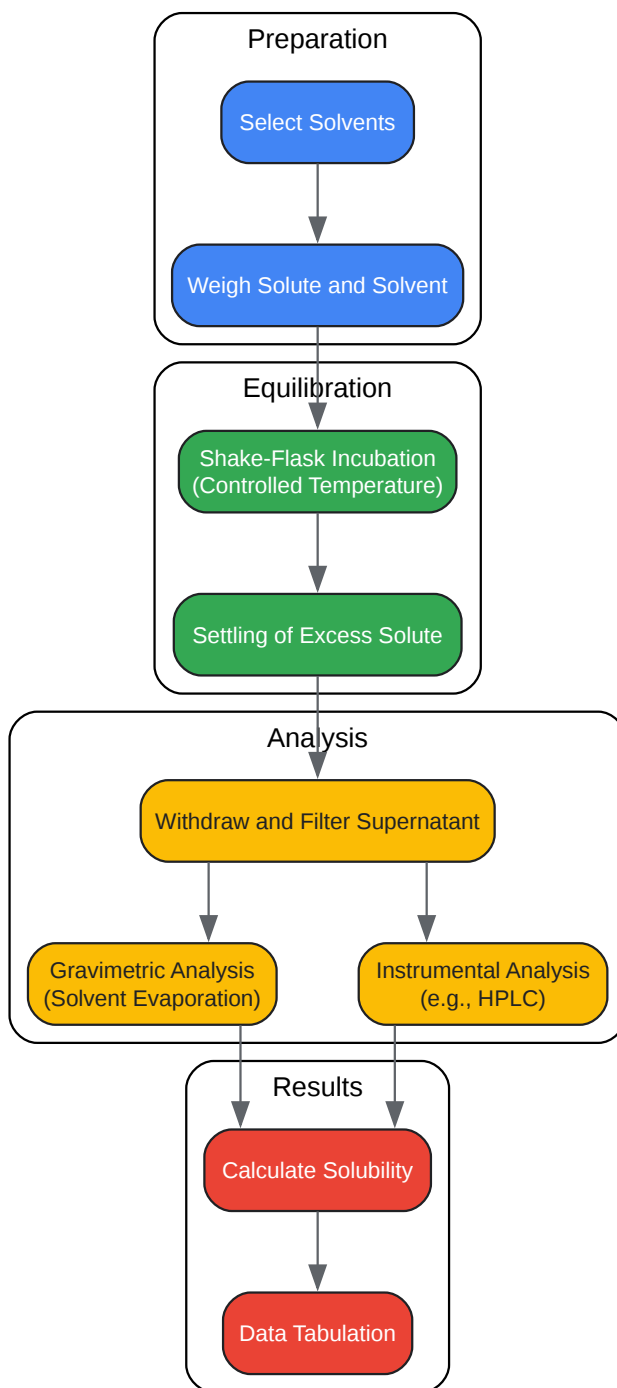 Preparation
Select Solvents
Weigh Solute and Solvent
Equilibration
Shake-Flask Incubation
(Controlled Temperature)
Settling of Excess Solute
Analysis
Withdraw and Filter Supernatant
Gravimetric Analysis
(Solvent Evaporation)
Instrumental Analysis
(e.g., HPLC)
Results
Calculate Solubility
Data Tabulation